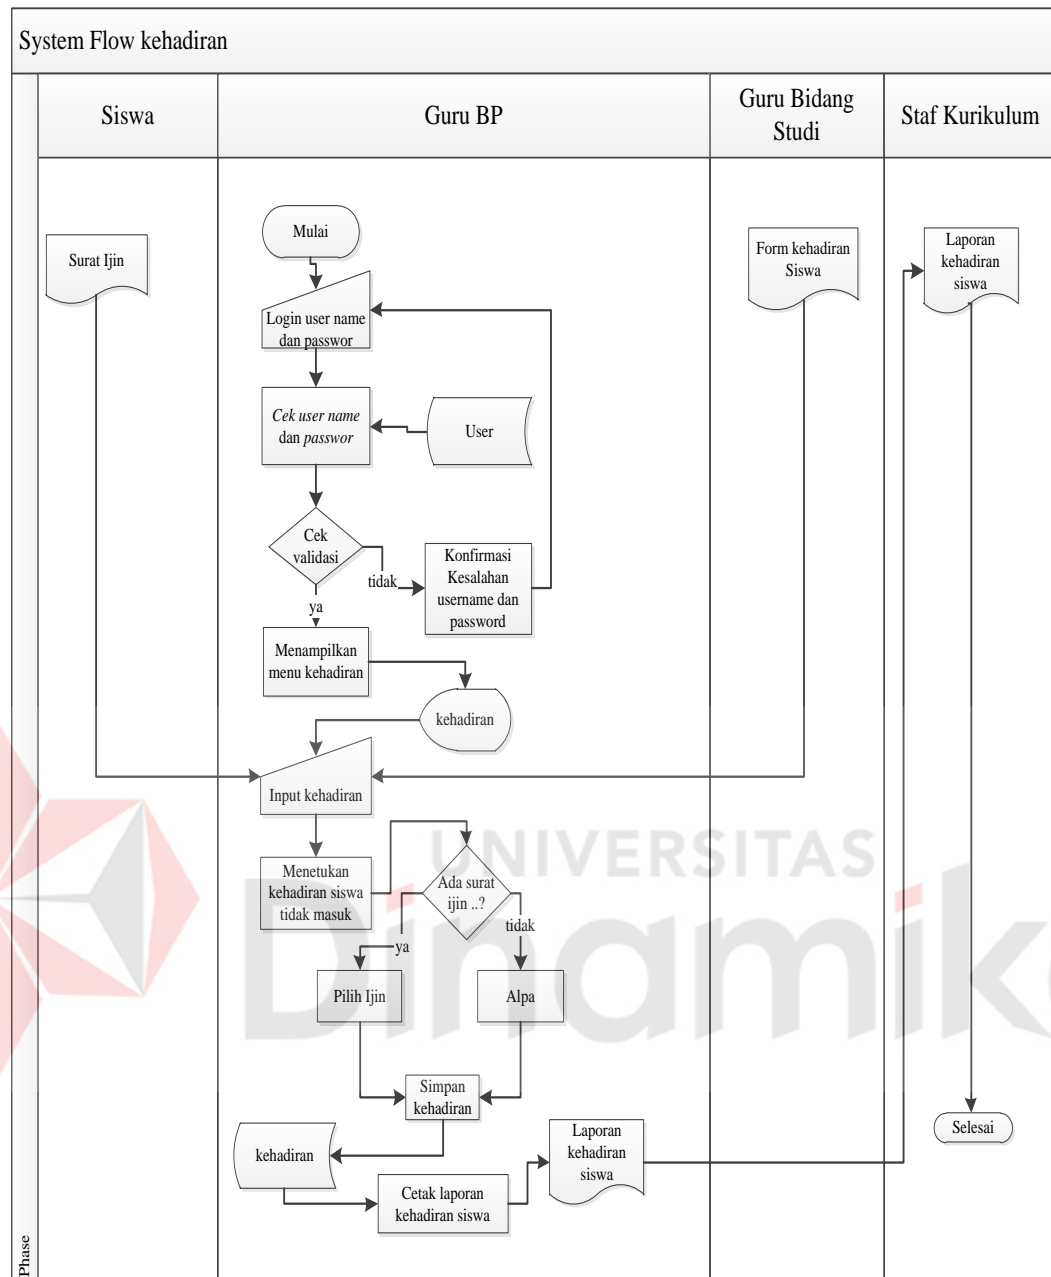 System Flow kehadiran
Siswa
Guru BP
Guru Bidang
Studi
Staf Kurikulum
Surat Ijin
Mulai
Form kehadiran
Siswa
Laporan
kehadiran
siswa
Login user name
dan passwor
Cek user name
dan passwor
User
Cek
validasi
tidak
Konfirmasi
Kesalahan
username dan
password
ya
Menampilkan
menu kehadiran
kehadiran
Input kehadiran
UNIVERSITAS
Dinamika
Menetukan
kehadiran siswa
tidak masuk
Ada surat
ijin ..?
tidak
ya
Pilih Ijin
Alpa
Simpan
kehadiran
kehadiran
Laporan
kehadiran
siswa
Selesai
Cetak laporan
kehadiran siswa
Phase